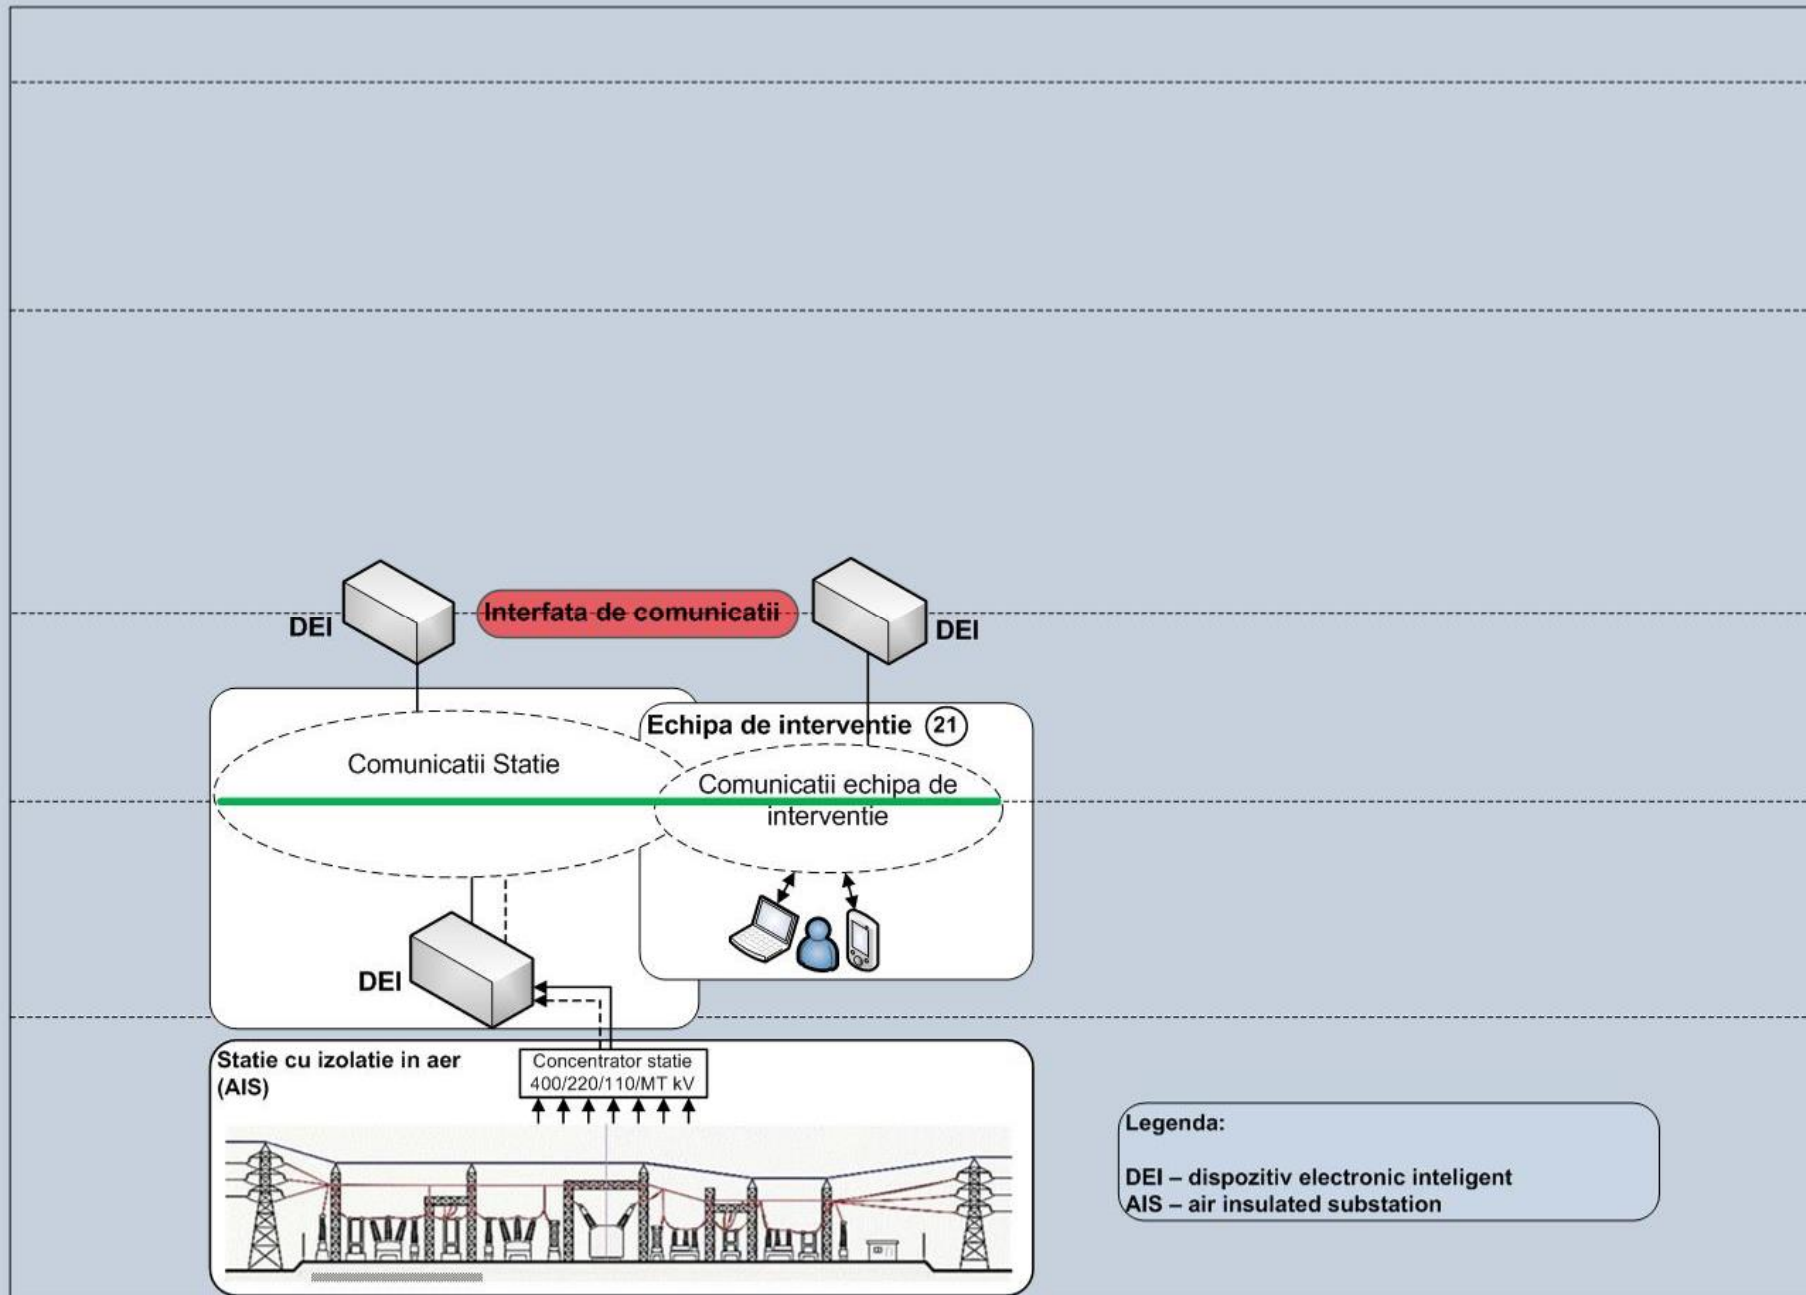 DEI
Interfata de comunicatii
DEI
Echipa de interventie 21
Comunicatii Statie
Comunicatii echipa de
interventie
DEI
Statie cu izolatie in aer
(AIS)
Concentrator statie
400/220/110/MT kV
Legenda:
DEI – dispozitiv electronic inteligent
AIS – air insulated substation